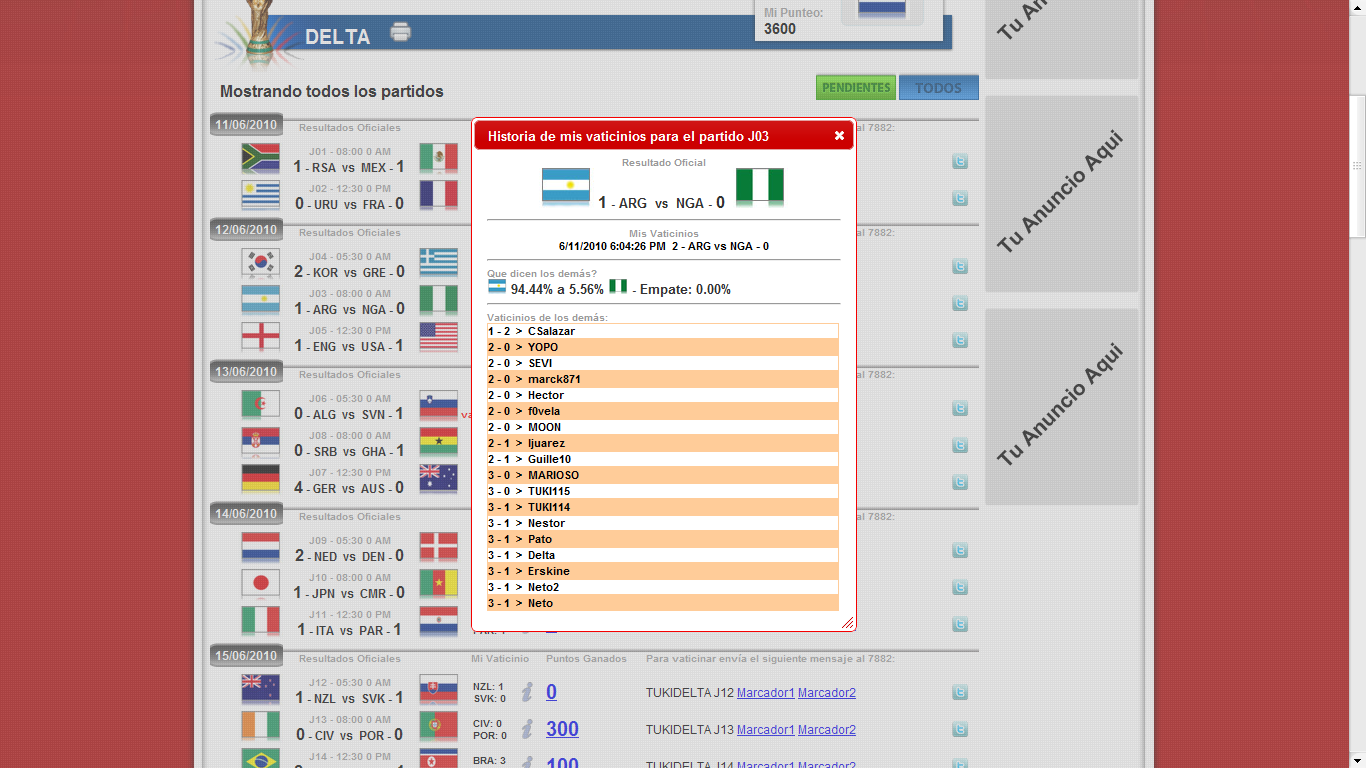 Mi Punteo:
3600
DELTA
Tu An
Mostrando todos los partidos
PENDIENTES
TODOS
11/06/2010
Resultados Oficiales
al 7882:
J01 - 08:00 0 AM
1 - RSA vs MEX - 1
J02 - 12:30 0 PM
0 - URU vs FRA - 0
12/06/2010
Resultados Oficiales
al 7882:
J04 - 05:30 0 AM
2 - KOR vs GRE - 0
J03 - 08:00 0 AM
1 - ARG vs NGA - 0
J05 - 12:30 0 PM
1 - ENG vs USA - 1
13/06/2010
Resultados Oficiales
al 7882:
J06 - 05:30 0 AM
0 - ALG vs SVN - 1
va
J08 - 08:00 0 AM
0 - SRB vs GHA - 1
J07 - 12:30 0 PM
4 - GER vs AUS - 0
14/06/2010
Resultados Oficiales
al 7882:
J09 - 05:30 0 AM
2 - NED vs DEN - 0
J10 - 08:00 0 AM
1 - JPN vs CMR - 0
J11 - 12:30 0 PM
1 - ITA vs PAR - 1
Historia de mis vaticinios para el partido J03
Resultado Oficial
1 - ARG vs NGA - 0
Mis Vaticinios
6/11/2010 6:04:26 PM 2 - ARG vs NGA - 0
Que dicen los demás?
94.44% a 5.56% - Empate: 0.00%
Vaticinios de los demás:
1 - 2 > CSalazar
2 - 0 > YOPO
2 - 0 > SEVI
2 - 0 > marck871
2 - 0 > Hector
2 - 0 > f0vela
2 - 0 > MOON
2 - 1 > ljuarez
2 - 1 > Guille10
3 - 0 > MARIOSO
3 - 0 > TUKI115
3 - 1 > TUKI114
3 - 1 > Nestor
3 - 1 > Pato
3 - 1 > Delta
3 - 1 > Erskine
3 - 1 > Neto2
3 - 1 > Neto
Tu Anuncio Aqui
Tu Anuncio Aqui
15/06/2010
Resultados Oficiales
Mi Vaticinio
Puntos Ganados
Para vaticinar envía el siguiente mensaje al 7882:
J12 - 05:30 0 AM
1 - NZL vs SVK - 1
NZL: 1
SVK: 0
0
TUKIDELTA J12 Marcador1 Marcador2
J13 - 08:00 0 AM
0 - CIV vs POR - 0
CIV: 0
POR: 0
300
TUKIDELTA J13 Marcador1 Marcador2
J14 - 12:30 0 PM
BRA: 3
100
TUKIDELTA J14 Marcador1 Marcador2